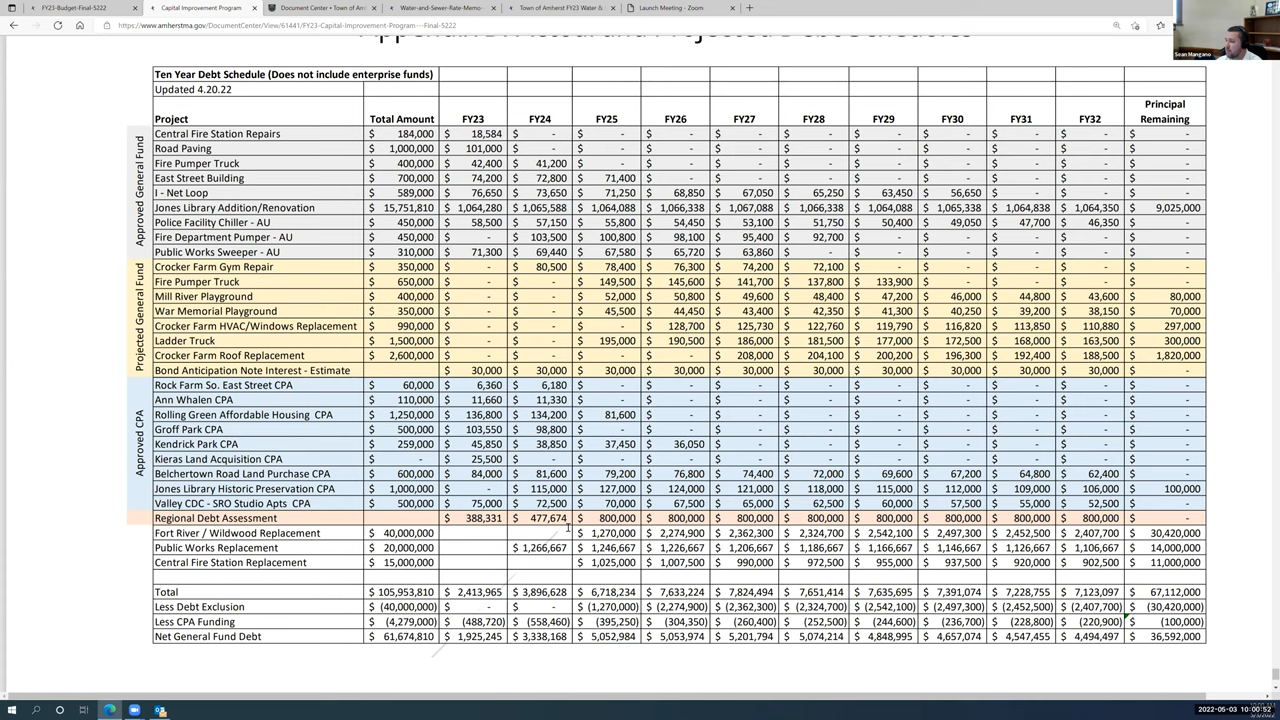 FY23-Budget-Final-5222
Capital Improvement Program
Document Center • Town of Am
Water-and-Sewer-Rate-Memo-
Town of Amherst FY23 Water &
Launch Meeting - Zoom
https://www.amherstma.gov/DocumentCenter/View/61441/FY23-Capital-Improvement-Program---Final-5222
Sean Mangano
Ten Year Debt Schedule (Does not include enterprise funds)
Updated 4.20.22
Project Total Amount FY23 FY24 FY25 FY26 FY27 FY28 FY29 FY30 FY31 FY32 Principal Remaining
Approved General Fund
Central Fire Station Repairs $ 184,000 $ 18,584 $ - $ - $ - $ - $ - $ - $ - $ - $ - $ -
Road Paving $ 1,000,000 $ 101,000 $ - $ - $ - $ - $ - $ - $ - $ - $ - $ -
Fire Pumper Truck $ 400,000 $ 42,400 $ 41,200 $ - $ - $ - $ - $ - $ - $ - $ - $ -
East Street Building $ 700,000 $ 74,200 $ 72,800 $ 71,400 $ - $ - $ - $ - $ - $ - $ - $ -
I - Net Loop $ 589,000 $ 76,650 $ 73,650 $ 71,250 $ 68,850 $ 67,050 $ 65,250 $ 63,450 $ 56,650 $ - $ - $ -
Jones Library Addition/Renovation $ 15,751,810 $ 1,064,280 $ 1,065,588 $ 1,064,088 $ 1,066,338 $ 1,067,088 $ 1,066,338 $ 1,064,088 $ 1,065,338 $ 1,064,838 $ 1,064,350 $ 9,025,000
Police Facility Chiller - AU $ 450,000 $ 58,500 $ 57,150 $ 55,800 $ 54,450 $ 53,100 $ 51,750 $ 50,400 $ 49,050 $ 47,700 $ 46,350 $ -
Fire Department Pumper - AU $ 450,000 $ - $ 103,500 $ 100,800 $ 98,100 $ 95,400 $ 92,700 $ - $ - $ - $ - $ -
Public Works Sweeper - AU $ 310,000 $ 71,300 $ 69,440 $ 67,580 $ 65,720 $ 63,860 $ - $ - $ - $ - $ - $ -
Projected General Fund
Crocker Farm Gym Repair $ 350,000 $ - $ 80,500 $ 78,400 $ 76,300 $ 74,200 $ 72,100 $ - $ - $ - $ - $ -
Fire Pumper Truck $ 650,000 $ - $ - $ 149,500 $ 145,600 $ 141,700 $ 137,800 $ 133,900 $ - $ - $ - $ -
Mill River Playground $ 400,000 $ - $ - $ 52,000 $ 50,800 $ 49,600 $ 48,400 $ 47,200 $ 46,000 $ 44,800 $ 43,600 $ 80,000
War Memorial Playground $ 350,000 $ - $ - $ 45,500 $ 44,450 $ 43,400 $ 42,350 $ 41,300 $ 40,250 $ 39,200 $ 38,150 $ 70,000
Crocker Farm HVAC/Windows Replacement $ 990,000 $ - $ - $ - $ 128,700 $ 125,730 $ 122,760 $ 119,790 $ 116,820 $ 113,850 $ 110,880 $ 297,000
Ladder Truck $ 1,500,000 $ - $ - $ 195,000 $ 190,500 $ 186,000 $ 181,500 $ 177,000 $ 172,500 $ 168,000 $ 163,500 $ 300,000
Crocker Farm Roof Replacement $ 2,600,000 $ - $ - $ - $ - $ 208,000 $ 204,100 $ 200,200 $ 196,300 $ 192,400 $ 188,500 $ 1,820,000
Bond Anticipation Note Interest - Estimate $ 30,000 $ 30,000 $ 30,000 $ 30,000 $ 30,000 $ 30,000 $ 30,000 $ 30,000 $ 30,000 $ 30,000 $ -
Approved CPA
Rock Farm So. East Street CPA $ 60,000 $ 6,360 $ 6,180 $ - $ - $ - $ - $ - $ - $ - $ - $ -
Ann Whalen CPA $ 110,000 $ 11,660 $ 11,330 $ - $ - $ - $ - $ - $ - $ - $ - $ -
Rolling Green Affordable Housing CPA $ 1,250,000 $ 136,800 $ 134,200 $ 81,600 $ - $ - $ - $ - $ - $ - $ - $ -
Groff Park CPA $ 500,000 $ 103,550 $ 98,800 $ - $ - $ - $ - $ - $ - $ - $ - $ -
Kendrick Park CPA $ 259,000 $ 45,850 $ 38,850 $ 37,450 $ 36,050 $ - $ - $ - $ - $ - $ - $ -
Kieras Land Acquisition CPA $ - $ 25,500 $ - $ - $ - $ - $ - $ - $ - $ - $ - $ -
Belchertown Road Land Purchase CPA $ 600,000 $ 84,000 $ 81,600 $ 79,200 $ 76,800 $ 74,400 $ 72,000 $ 69,600 $ 67,200 $ 64,800 $ 62,400 $ -
Jones Library Historic Preservation CPA $ 1,000,000 $ - $ 115,000 $ 127,000 $ 124,000 $ 121,000 $ 118,000 $ 115,000 $ 112,000 $ 109,000 $ 106,000 $ 100,000
Valley CDC - SRO Studio Apts CPA $ 500,000 $ 75,000 $ 72,500 $ 70,000 $ 67,500 $ 65,000 $ 62,500 $ 60,000 $ 57,500 $ 55,000 $ 52,500 $ -
Regional Debt Assessment $ 388,331 $ 477,674 $ 800,000 $ 800,000 $ 800,000 $ 800,000 $ 800,000 $ 800,000 $ 800,000 $ 800,000 $ -
Fort River / Wildwood Replacement $ 40,000,000 $ 1,270,000 $ 2,274,900 $ 2,362,300 $ 2,324,700 $ 2,542,100 $ 2,497,300 $ 2,452,500 $ 2,407,700 $ 30,420,000
Public Works Replacement $ 20,000,000 $ 1,266,667 $ 1,246,667 $ 1,226,667 $ 1,206,667 $ 1,186,667 $ 1,166,667 $ 1,146,667 $ 1,126,667 $ 1,106,667 $ 14,000,000
Central Fire Station Replacement $ 15,000,000 $ 1,025,000 $ 1,007,500 $ 990,000 $ 972,500 $ 955,000 $ 937,500 $ 920,000 $ 902,500 $ 11,000,000
Total $ 105,953,810 $ 2,413,965 $ 3,896,628 $ 6,718,234 $ 7,633,224 $ 7,824,494 $ 7,651,414 $ 7,635,695 $ 7,391,074 $ 7,228,755 $ 7,123,097 $ 67,112,000
Less Debt Exclusion $ (40,000,000) $ - $ - $ (1,270,000) $ (2,274,900) $ (2,362,300) $ (2,324,700) $ (2,542,100) $ (2,497,300) $ (2,452,500) $ (2,407,700) $ (30,420,000)
Less CPA Funding $ (4,279,000) $ (488,720) $ (558,460) $ (395,250) $ (304,350) $ (260,400) $ (252,500) $ (244,600) $ (236,700) $ (228,800) $ (220,900) $ (100,000)
Net General Fund Debt $ 61,674,810 $ 1,925,245 $ 3,338,168 $ 5,052,984 $ 5,053,974 $ 5,201,794 $ 5,074,214 $ 4,848,995 $ 4,657,074 $ 4,547,455 $ 4,494,497 $ 36,592,000
2022-05-03 10:00:52